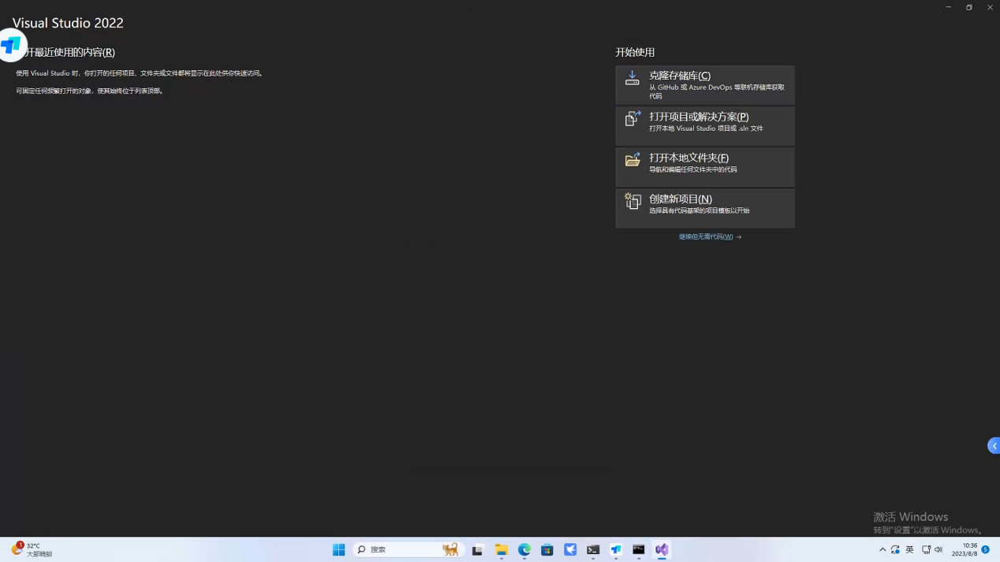 Visual Studio 2022
开最近使用的内容(R)
使用 Visual Studio 时，你打开的任何项目、文件夹或文件都将显示在此处供你快速访问。
可固定任何频繁打开的对象，使其始终位于列表顶部。
开始使用
克隆存储库(C)
从 GitHub 或 Azure DevOps 等联机存储库获取
代码
打开项目或解决方案(P)
打开本地 Visual Studio 项目或 .sln 文件
打开本地文件夹(F)
导航和编辑任何文件夹中的代码
创建新项目(N)
选择具有代码基架的项目模板以开始
继续但无需代码(W) →
激活 Windows
转到"设置"以激活 Windows。
1
32°C
大部晴朗
搜索
英
10:36
2023/8/8
5